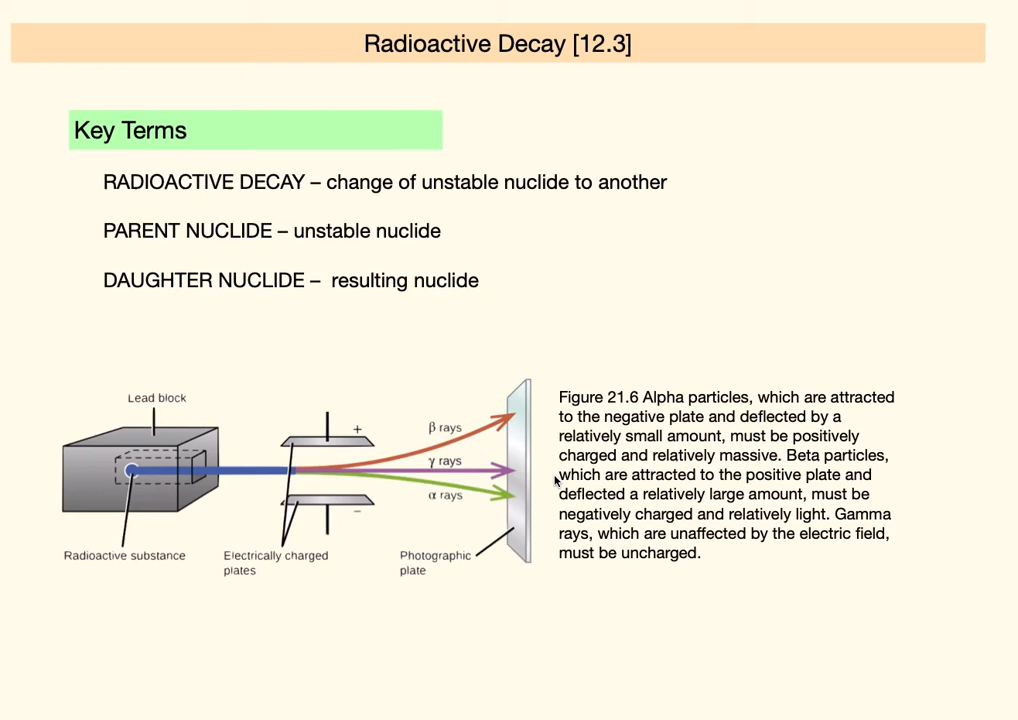 Radioactive Decay [12.3]
Key Terms
RADIOACTIVE DECAY – change of unstable nuclide to another
PARENT NUCLIDE – unstable nuclide
DAUGHTER NUCLIDE –  resulting nuclide
Lead block
+
β rays
γ rays
α rays
–
Radioactive substance
Electrically charged
plates
Photographic
plate
Figure 21.6 Alpha particles, which are attracted
to the negative plate and deflected by a
relatively small amount, must be positively
charged and relatively massive. Beta particles,
which are attracted to the positive plate and
deflected a relatively large amount, must be
negatively charged and relatively light. Gamma
rays, which are unaffected by the electric field,
must be uncharged.